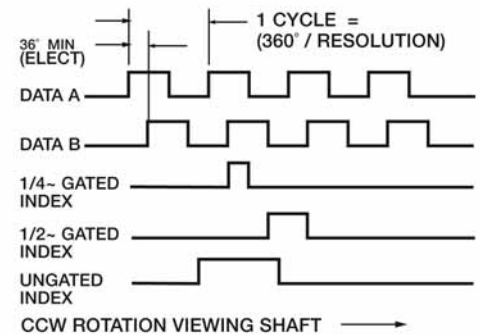 1 CYCLE =
(360° / RESOLUTION)
36° MIN
(ELECT)
DATA A
DATA B
1/4~ GATED
INDEX
1/2~ GATED
INDEX
UNGATED
INDEX
CCW ROTATION VIEWING SHAFT